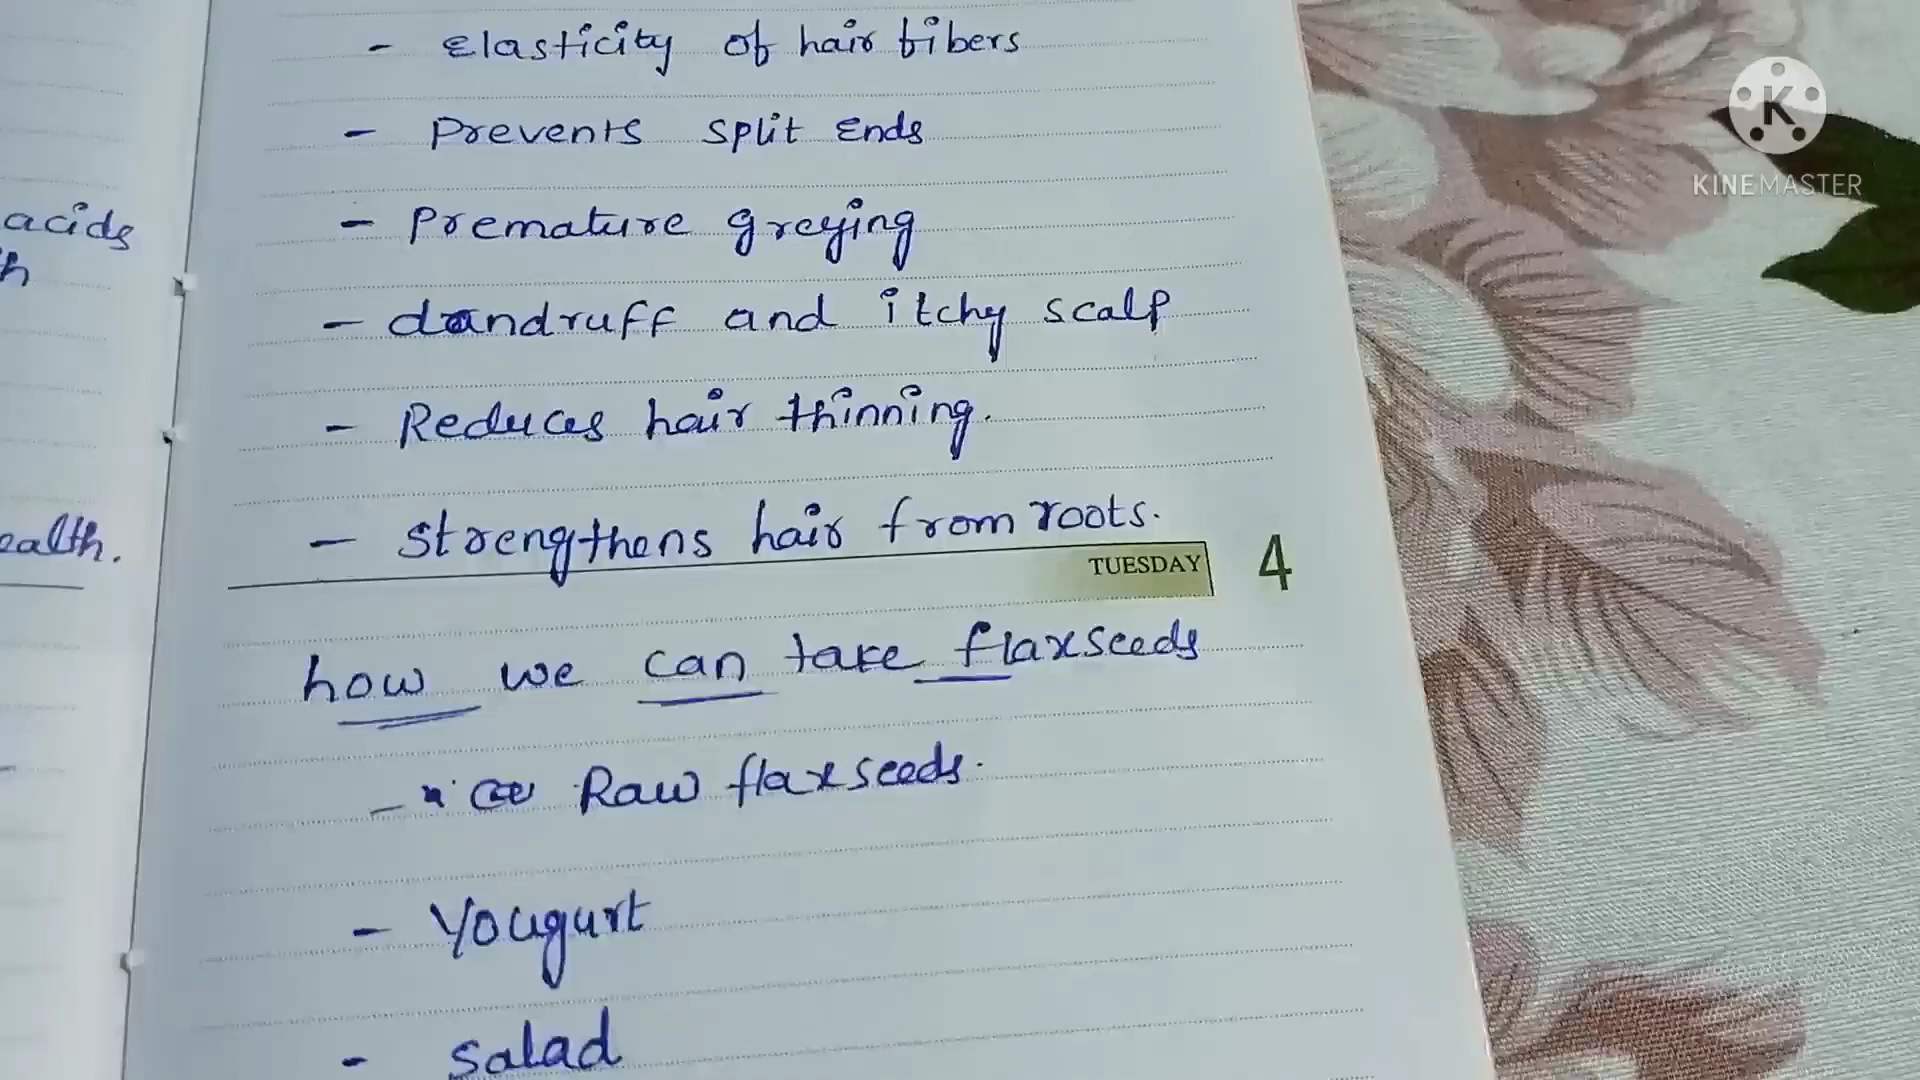 acids
h
ealth.
- Elasticity of hair fibers
- Prevents split Ends
- Premature greying
- dandruff and itchy scalp
- Reduces hair thinning.
- strengthens hair from roots.
TUESDAY 4
how we can take flaxseeds
- Raw flaxseeds.
- Yougurt
- salad
K
KINEMASTER